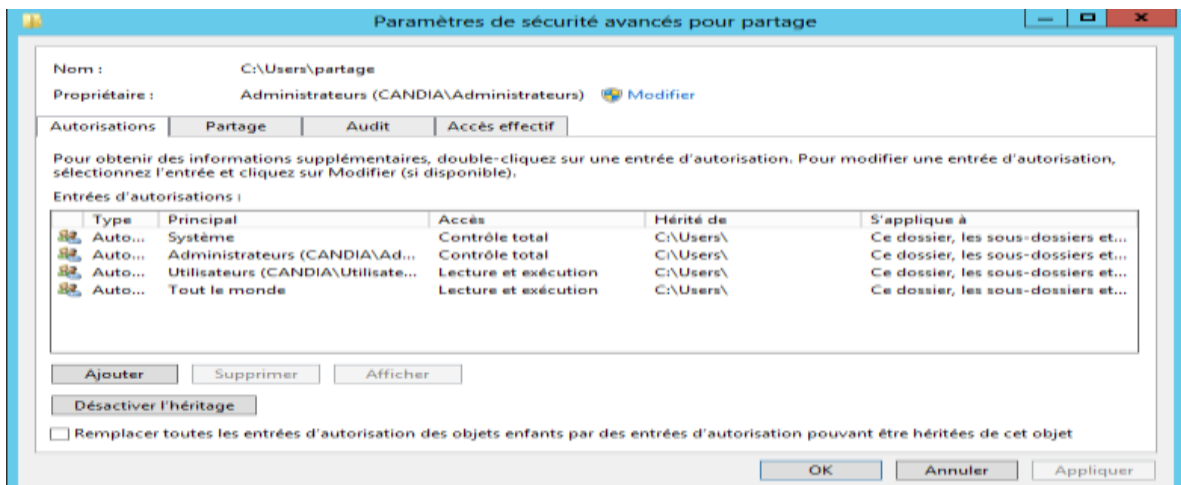 Paramètres de sécurité avancés pour partage
Nom : C:\Users\partage
Propriétaire : Administrateurs (CANDIA\Administrateurs) Modifier
Autorisations Partage Audit Accès effectif
Pour obtenir des informations supplémentaires, double-cliquez sur une entrée d'autorisation. Pour modifier une entrée d'autorisation,
sélectionnez l'entrée et cliquez sur Modifier (si disponible).
Entrées d'autorisations :
Type Principal Accès Hérité de S'applique à
Auto... Système Contrôle total C:\Users\ Ce dossier, les sous-dossiers et...
Auto... Administrateurs (CANDIA\Ad... Contrôle total C:\Users\ Ce dossier, les sous-dossiers et...
Auto... Utilisateurs (CANDIA\Utilisate... Lecture et exécution C:\Users\ Ce dossier, les sous-dossiers et...
Auto... Tout le monde Lecture et exécution C:\Users\ Ce dossier, les sous-dossiers et...
Ajouter Supprimer Afficher
Désactiver l'héritage
Remplacer toutes les entrées d'autorisation des objets enfants par des entrées d'autorisation pouvant être héritées de cet objet
OK Annuler Appliquer